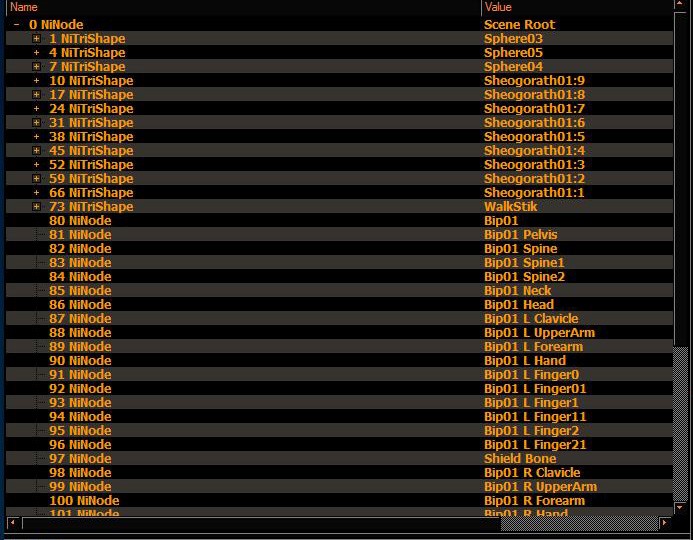 Name Value
0 NiNode Scene Root
1 NiTriShape Sphere03
4 NiTriShape Sphere05
7 NiTriShape Sphere04
10 NiTriShape Sheogorath01:9
17 NiTriShape Sheogorath01:8
24 NiTriShape Sheogorath01:7
31 NiTriShape Sheogorath01:6
38 NiTriShape Sheogorath01:5
45 NiTriShape Sheogorath01:4
52 NiTriShape Sheogorath01:3
59 NiTriShape Sheogorath01:2
66 NiTriShape Sheogorath01:1
73 NiTriShape WalkStik
80 NiNode Bip01
81 NiNode Bip01 Pelvis
82 NiNode Bip01 Spine
83 NiNode Bip01 Spine1
84 NiNode Bip01 Spine2
85 NiNode Bip01 Neck
86 NiNode Bip01 Head
87 NiNode Bip01 L Clavicle
88 NiNode Bip01 L UpperArm
89 NiNode Bip01 L Forearm
90 NiNode Bip01 L Hand
91 NiNode Bip01 L Finger0
92 NiNode Bip01 L Finger01
93 NiNode Bip01 L Finger1
94 NiNode Bip01 L Finger11
95 NiNode Bip01 L Finger2
96 NiNode Bip01 L Finger21
97 NiNode Shield Bone
98 NiNode Bip01 R Clavicle
99 NiNode Bip01 R UpperArm
100 NiNode Bip01 R Forearm
101 NiNode Bip01 R Hand